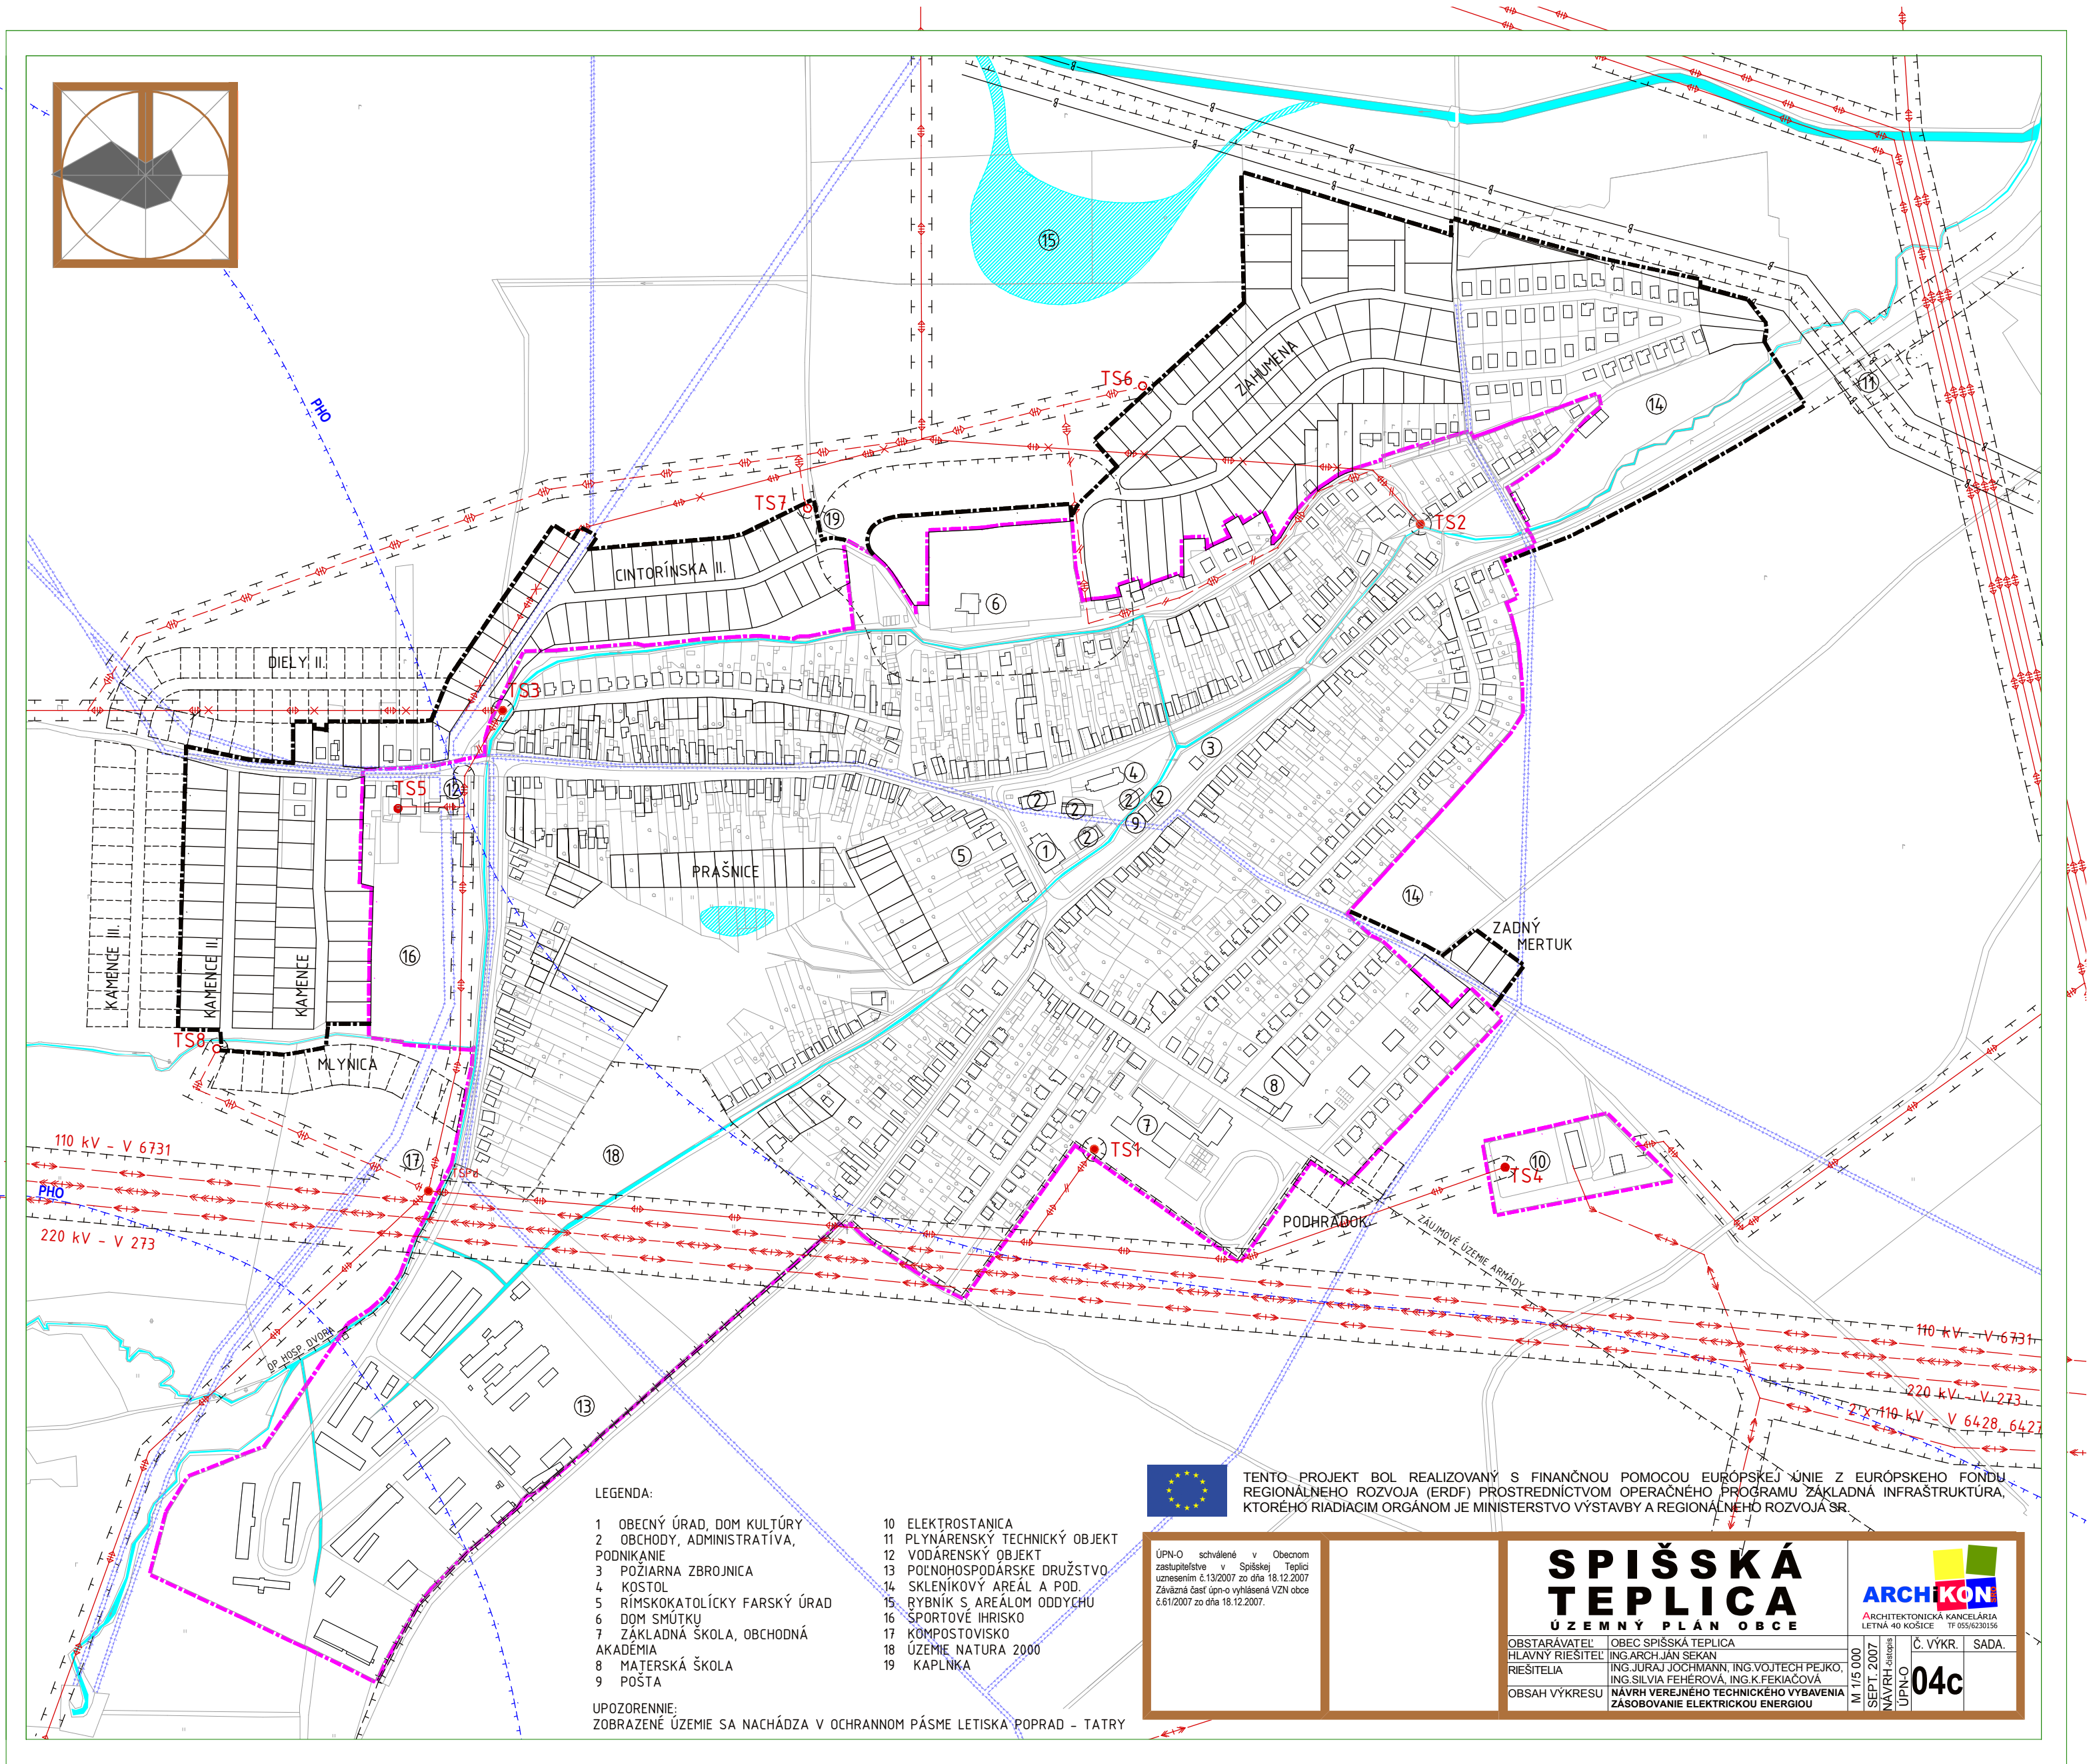 PHO
15
TS6
ZAHUMENA
11
14
TS7
19
TS2
CINTORÍNSKA II.
6
DIELY II.
TS3
3
4
12
TS5
2
2
2
2
9
2
1
5
PRAŠNICE
14
ZADNÝ
MERTUK
16
KAMENCE III.
KAMENCE II.
KAMENCE
TS8
MLYNICA
8
7
TS1
110 kV - V 6731
17
18
10
TS4
PHO
PODHRADOK
ZÁUJMOVÉ ÚZEMIE ARMÁDY
220 kV - V 273
OP HOSP. DVORA
110 kV - V 6731
220 kV - V 273
2 x 110 kV - V 6428, 6427
13
LEGENDA:
1 OBECNÝ ÚRAD, DOM KULTÚRY
2 OBCHODY, ADMINISTRATÍVA,
PODNIKANIE
3 POŽIARNA ZBROJNICA
4 KOSTOL
5 RÍMSKOKATOLÍCKY FARSKÝ ÚRAD
6 DOM SMÚTKU
7 ZÁKLADNÁ ŠKOLA, OBCHODNÁ
AKADÉMIA
8 MATERSKÁ ŠKOLA
9 POŠTA
10 ELEKTROSTANICA
11 PLYNÁRENSKÝ TECHNICKÝ OBJEKT
12 VODÁRENSKÝ OBJEKT
13 POĽNOHOSPODÁRSKE DRUŽSTVO
14 SKLENÍKOVÝ AREÁL A POD.
15 RYBNÍK S AREÁLOM ODDYCHU
16 ŠPORTOVÉ IHRISKO
17 KOMPOSTOVISKO
18 ÚZEMIE NATURA 2000
19 KAPLNKA
UPOZORENNIE:
ZOBRAZENÉ ÚZEMIE SA NACHÁDZA V OCHRANNOM PÁSME LETISKA POPRAD - TATRY
TENTO PROJEKT BOL REALIZOVANÝ S FINANČNOU POMOCOU EURÓPSKEJ ÚNIE Z EURÓPSKEHO FONDU
REGIONÁLNEHO ROZVOJA (ERDF) PROSTREDNÍCTVOM OPERAČNÉHO PROGRAMU ZÁKLADNÁ INFRAŠTRUKTÚRA,
KTORÉHO RIADIACIM ORGÁNOM JE MINISTERSTVO VÝSTAVBY A REGIONÁLNEHO ROZVOJA SR.
ÚPN-O schválené v Obecnom
zastupiteľstve v Spišskej Teplici
uznesením č.13/2007 zo dňa 18.12.2007
Záväzná časť úpn-o vyhlásená VZN obce
č.61/2007 zo dňa 18.12.2007.
SPIŠSKÁ
TEPLICA
ÚZEMNÝ PLÁN OBCE
ARCHiKON
ARCHITEKTONICKÁ KANCELÁRIA
LETNÁ 40 KOŠICE TF 055/6230156
OBSTARÁVATEĽ OBEC SPIŠSKÁ TEPLICA
HLAVNÝ RIEŠITEĽ ING.ARCH.JÁN SEKAN
RIEŠITELIA ING.JURAJ JOCHMANN, ING.VOJTECH PEJKO,
ING.SILVIA FEHÉROVÁ, ING.K.FEKIAČOVÁ
OBSAH VÝKRESU NÁVRH VEREJNÉHO TECHNICKÉHO VYBAVENIA
ZÁSOBOVANIE ELEKTRICKOU ENERGIOU
M 1/5 000
SEPT. 2007
NÁVRH-čistopis
ÚPN-O
Č. VÝKR. SADA.
04c